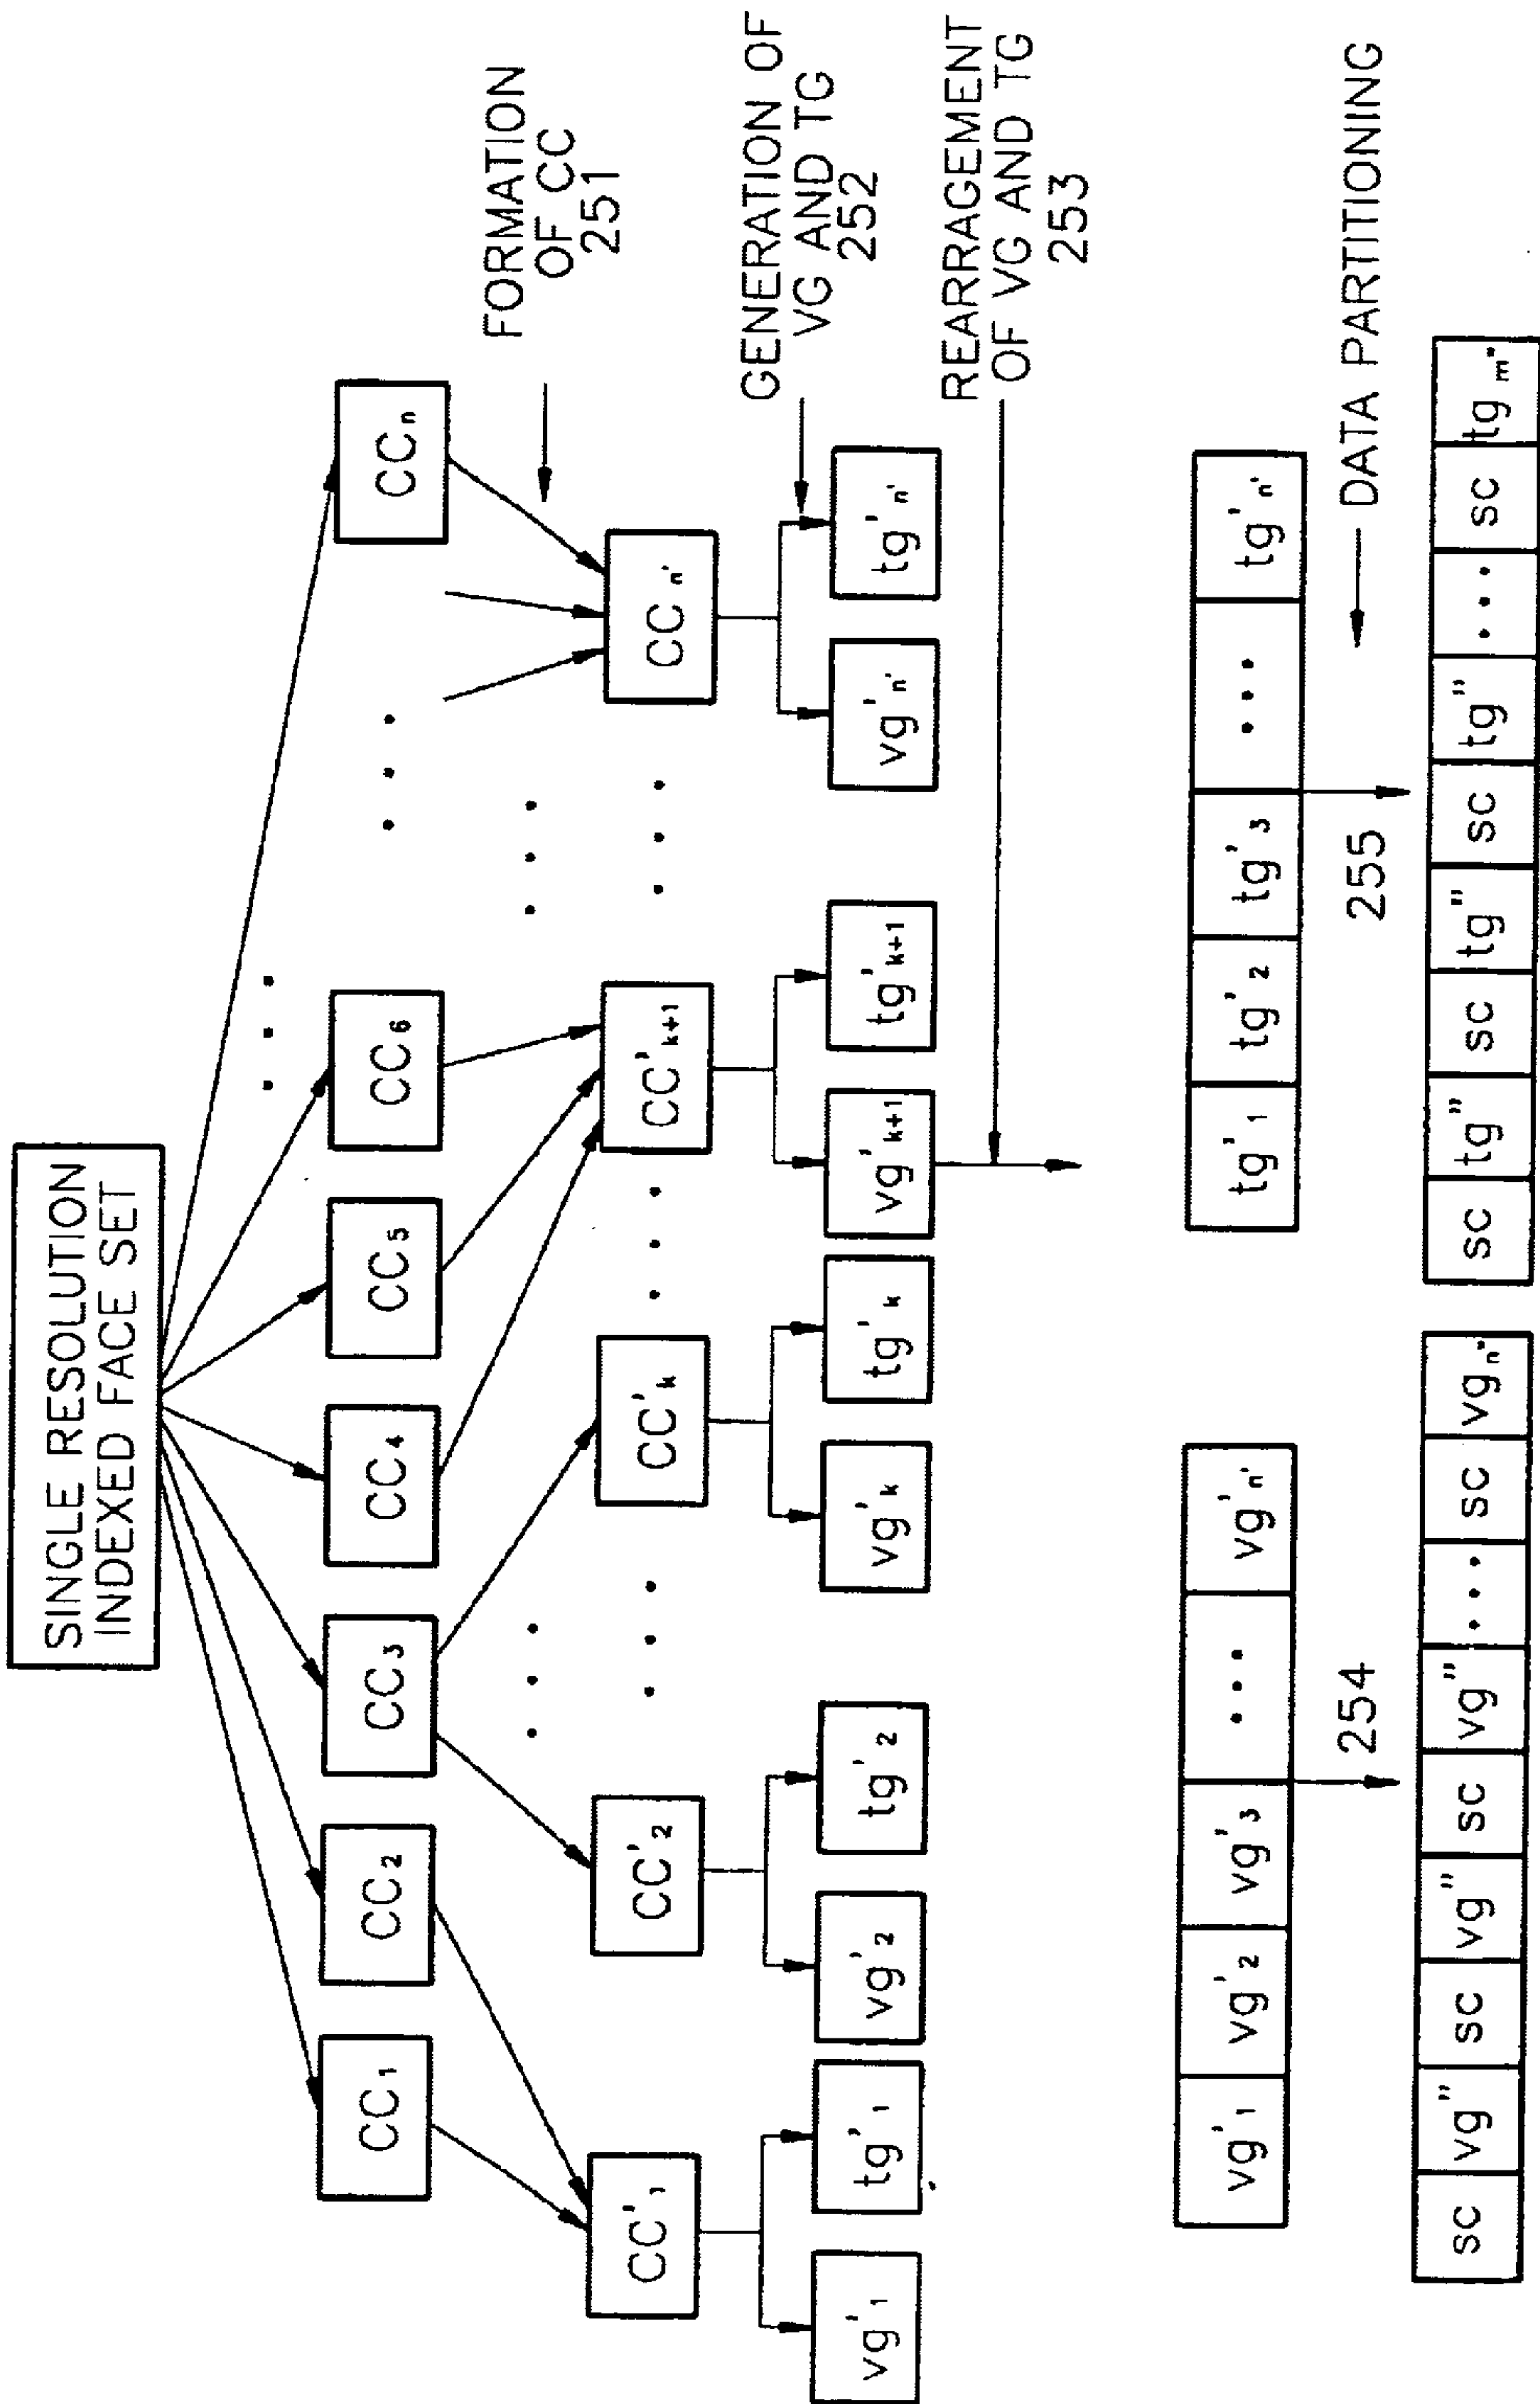 SINGLE RESOLUTION
INDEXED FACE SET
CC₁ CC₂ CC₃ CC₄ CC₅ CC₆ ... CCₙ
... ...
FORMATION
OF CC
251
CC'₁ CC'₂ ... CC'ₖ ... CC'ₖ₊₁ ... CC n'
GENERATION OF
VG AND TG
252
vg'₁ tg'₁ vg'₂ tg'₂ vg'ₖ tg'ₖ vg'ₖ₊₁ tg'ₖ₊₁ vg' n' tg' n'
REARRAGEMENT
OF VG AND TG
253
vg'₁ vg'₂ vg'₃ ... vg' n'
tg'₁ tg'₂ tg'₃ ... tg' n'
254
255
DATA PARTITIONING
sc vg" sc vg" sc vg" ... sc vg n"
sc tg" sc tg" sc tg" ... sc tg m"